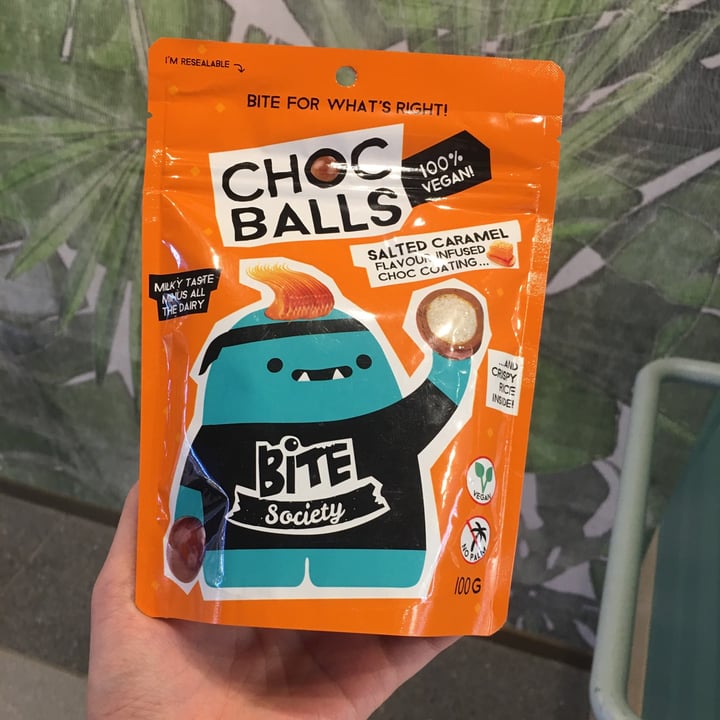 I'M RESEALABLE
BITE FOR WHAT'S RIGHT!
CHOC
BALLS
100%
VEGAN!
SALTED CARAMEL
FLAVOUR INFUSED
CHOC COATING...
MILKY TASTE
MINUS ALL
THE DAIRY
...AND
CRISPY
RICE
INSIDE!
BITE
Society
VEGAN
NO PALM
100G